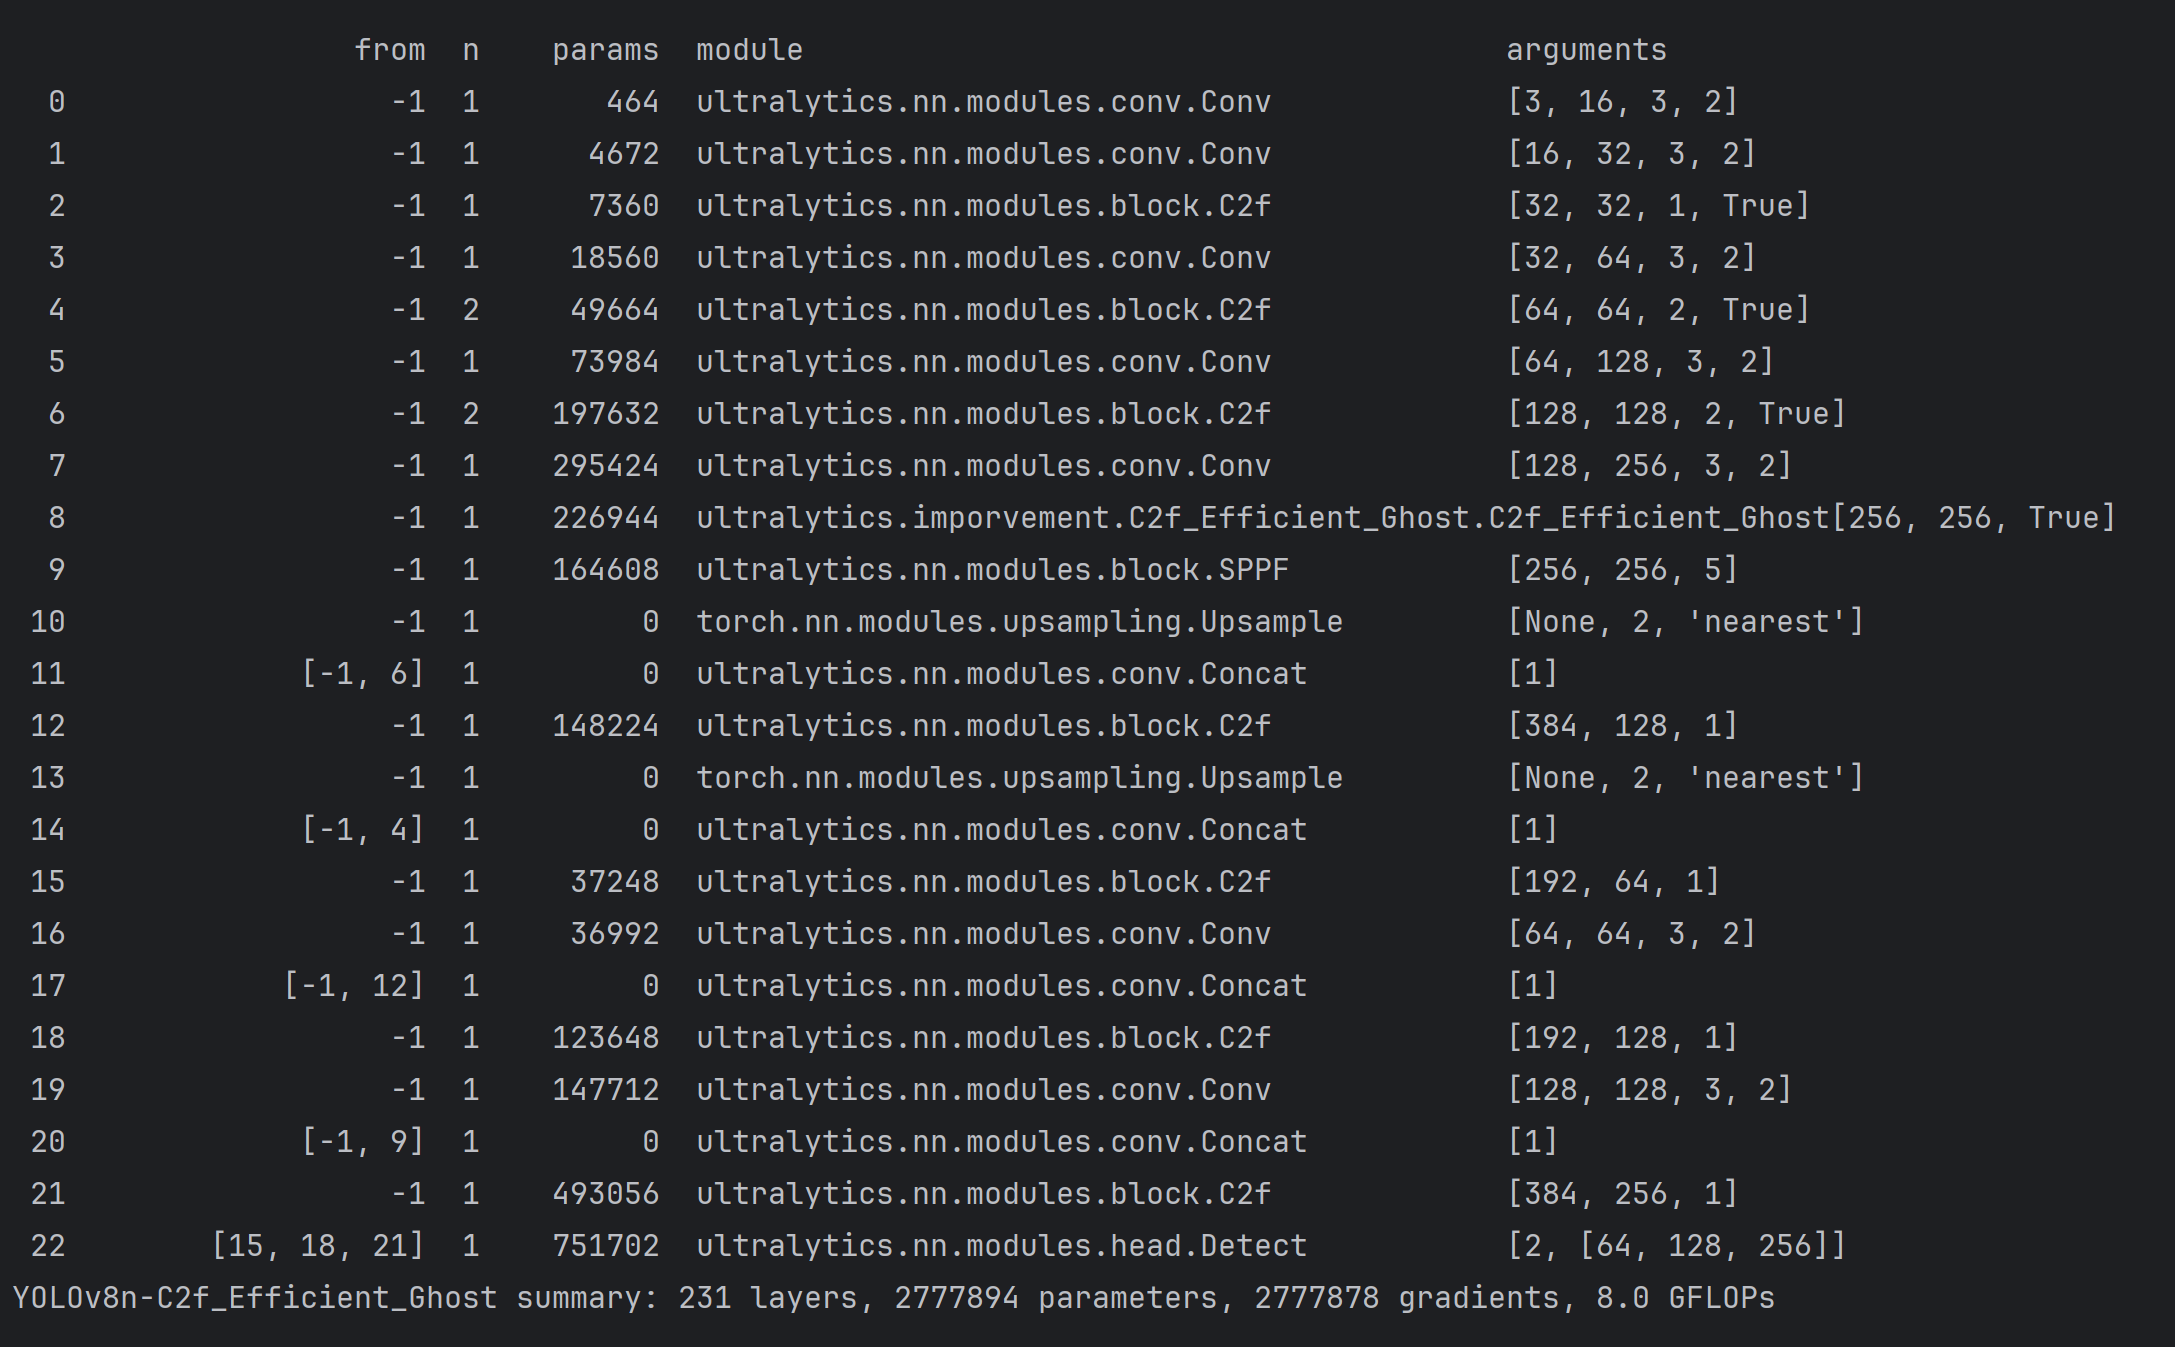 from n params module arguments
0 -1 1 464 ultralytics.nn.modules.conv.Conv [3, 16, 3, 2]
1 -1 1 4672 ultralytics.nn.modules.conv.Conv [16, 32, 3, 2]
2 -1 1 7360 ultralytics.nn.modules.block.C2f [32, 32, 1, True]
3 -1 1 18560 ultralytics.nn.modules.conv.Conv [32, 64, 3, 2]
4 -1 2 49664 ultralytics.nn.modules.block.C2f [64, 64, 2, True]
5 -1 1 73984 ultralytics.nn.modules.conv.Conv [64, 128, 3, 2]
6 -1 2 197632 ultralytics.nn.modules.block.C2f [128, 128, 2, True]
7 -1 1 295424 ultralytics.nn.modules.conv.Conv [128, 256, 3, 2]
8 -1 1 226944 ultralytics.imporvement.C2f_Efficient_Ghost.C2f_Efficient_Ghost[256, 256, True]
9 -1 1 164608 ultralytics.nn.modules.block.SPPF [256, 256, 5]
10 -1 1 0 torch.nn.modules.upsampling.Upsample [None, 2, 'nearest']
11 [-1, 6] 1 0 ultralytics.nn.modules.conv.Concat [1]
12 -1 1 148224 ultralytics.nn.modules.block.C2f [384, 128, 1]
13 -1 1 0 torch.nn.modules.upsampling.Upsample [None, 2, 'nearest']
14 [-1, 4] 1 0 ultralytics.nn.modules.conv.Concat [1]
15 -1 1 37248 ultralytics.nn.modules.block.C2f [192, 64, 1]
16 -1 1 36992 ultralytics.nn.modules.conv.Conv [64, 64, 3, 2]
17 [-1, 12] 1 0 ultralytics.nn.modules.conv.Concat [1]
18 -1 1 123648 ultralytics.nn.modules.block.C2f [192, 128, 1]
19 -1 1 147712 ultralytics.nn.modules.conv.Conv [128, 128, 3, 2]
20 [-1, 9] 1 0 ultralytics.nn.modules.conv.Concat [1]
21 -1 1 493056 ultralytics.nn.modules.block.C2f [384, 256, 1]
22 [15, 18, 21] 1 751702 ultralytics.nn.modules.head.Detect [2, [64, 128, 256]]
YOLOv8n-C2f_Efficient_Ghost summary: 231 layers, 2777894 parameters, 2777878 gradients, 8.0 GFLOPs